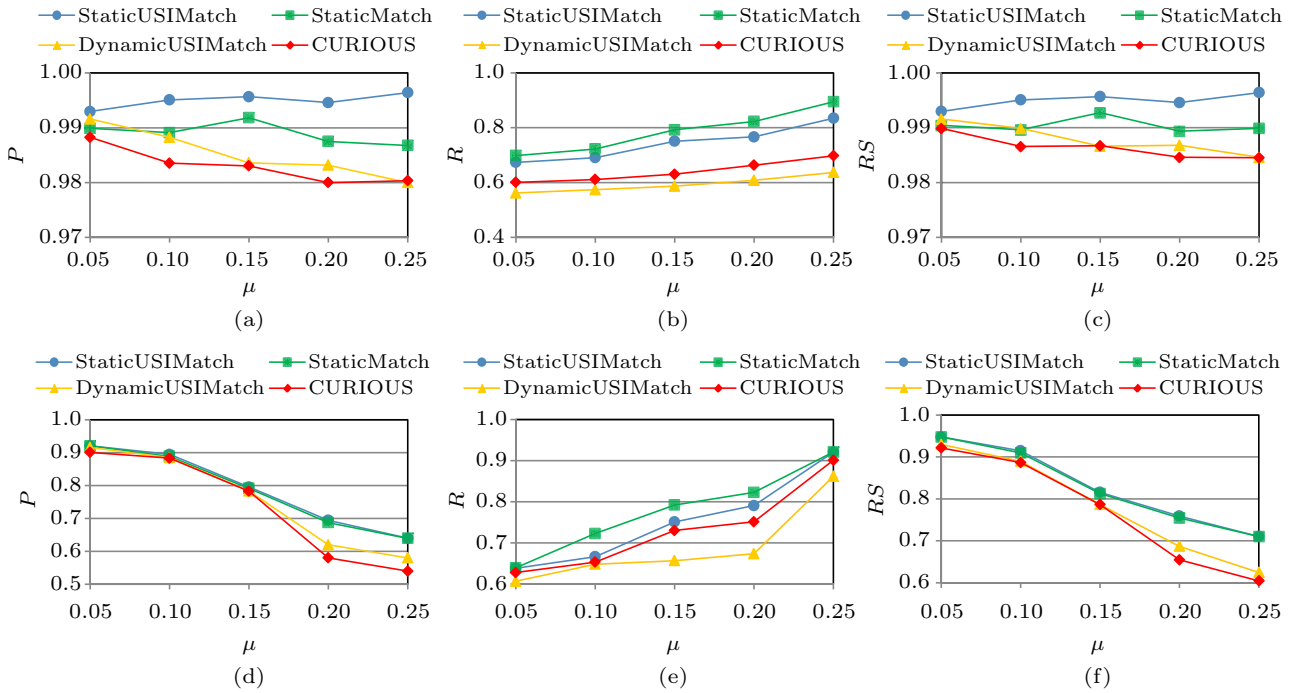 StaticUSIMatch StaticMatch
DynamicUSIMatch CURIOUS
P
1.00
0.99
0.98
0.97
0.05 0.10 0.15 0.20 0.25
μ
(a)
StaticUSIMatch StaticMatch
DynamicUSIMatch CURIOUS
R
1.0
0.8
0.6
0.4
0.05 0.10 0.15 0.20 0.25
μ
(b)
StaticUSIMatch StaticMatch
DynamicUSIMatch CURIOUS
RS
1.00
0.99
0.98
0.97
0.05 0.10 0.15 0.20 0.25
μ
(c)
StaticUSIMatch StaticMatch
DynamicUSIMatch CURIOUS
P
1.0
0.9
0.8
0.7
0.6
0.5
0.05 0.10 0.15 0.20 0.25
μ
(d)
StaticUSIMatch StaticMatch
DynamicUSIMatch CURIOUS
R
1.0
0.9
0.8
0.7
0.6
0.05 0.10 0.15 0.20 0.25
μ
(e)
StaticUSIMatch StaticMatch
DynamicUSIMatch CURIOUS
RS
1.0
0.9
0.8
0.7
0.6
0.05 0.10 0.15 0.20 0.25
μ
(f)